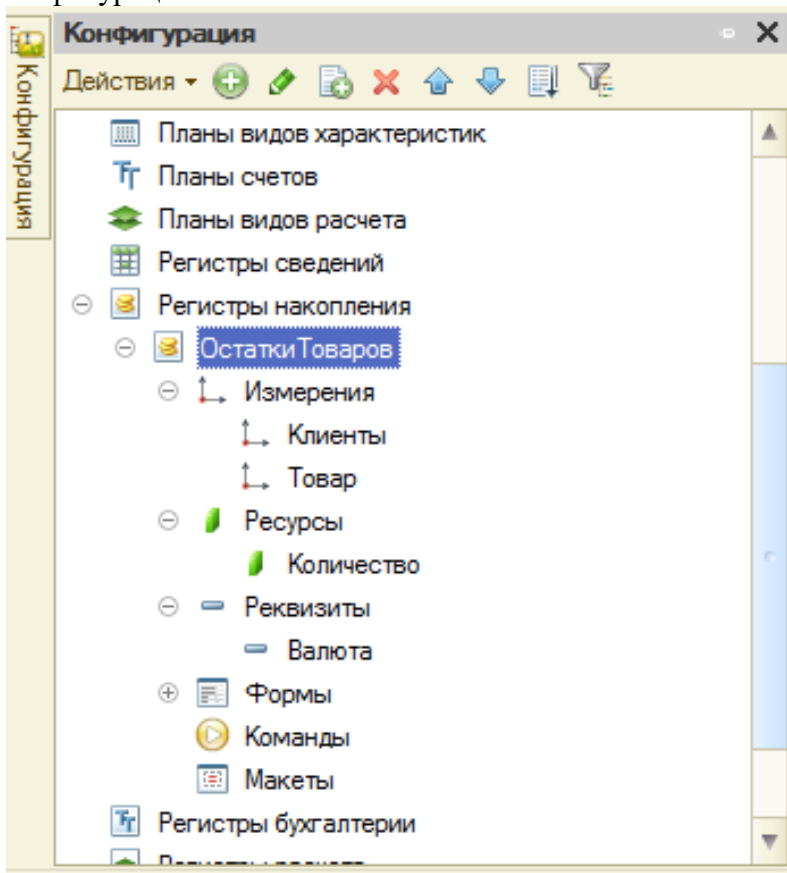 Конфигурация
Конфигурация
Действия
Планы видов характеристик
Планы счетов
Планы видов расчета
Регистры сведений
Регистры накопления
ОстаткиТоваров
Измерения
Клиенты
Товар
Ресурсы
Количество
Реквизиты
Валюта
Формы
Команды
Макеты
Регистры бухгалтерии